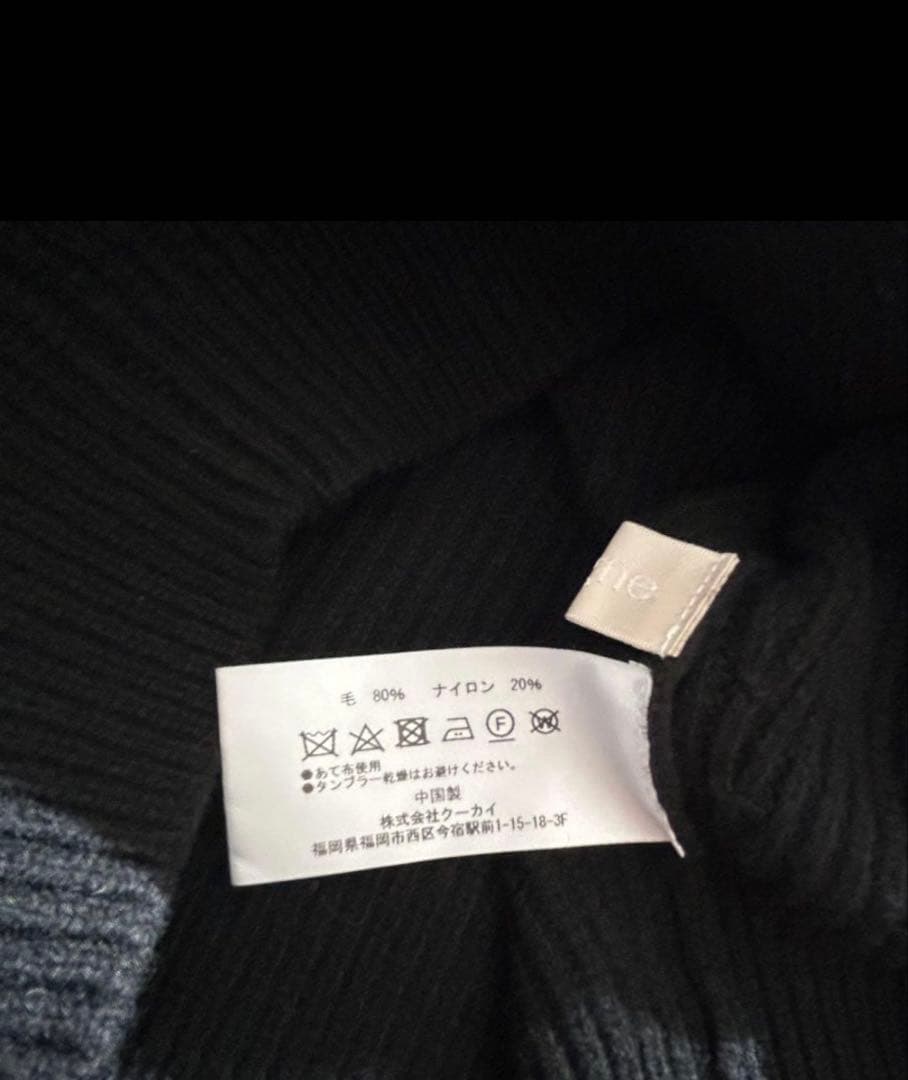 me
毛 80% ナイロン 20%
F W
●あて布使用
●タンブラー乾燥はお避けください。
中国製
株式会社クーカイ
福岡県福岡市西区今宿駅前1-15-18-3F